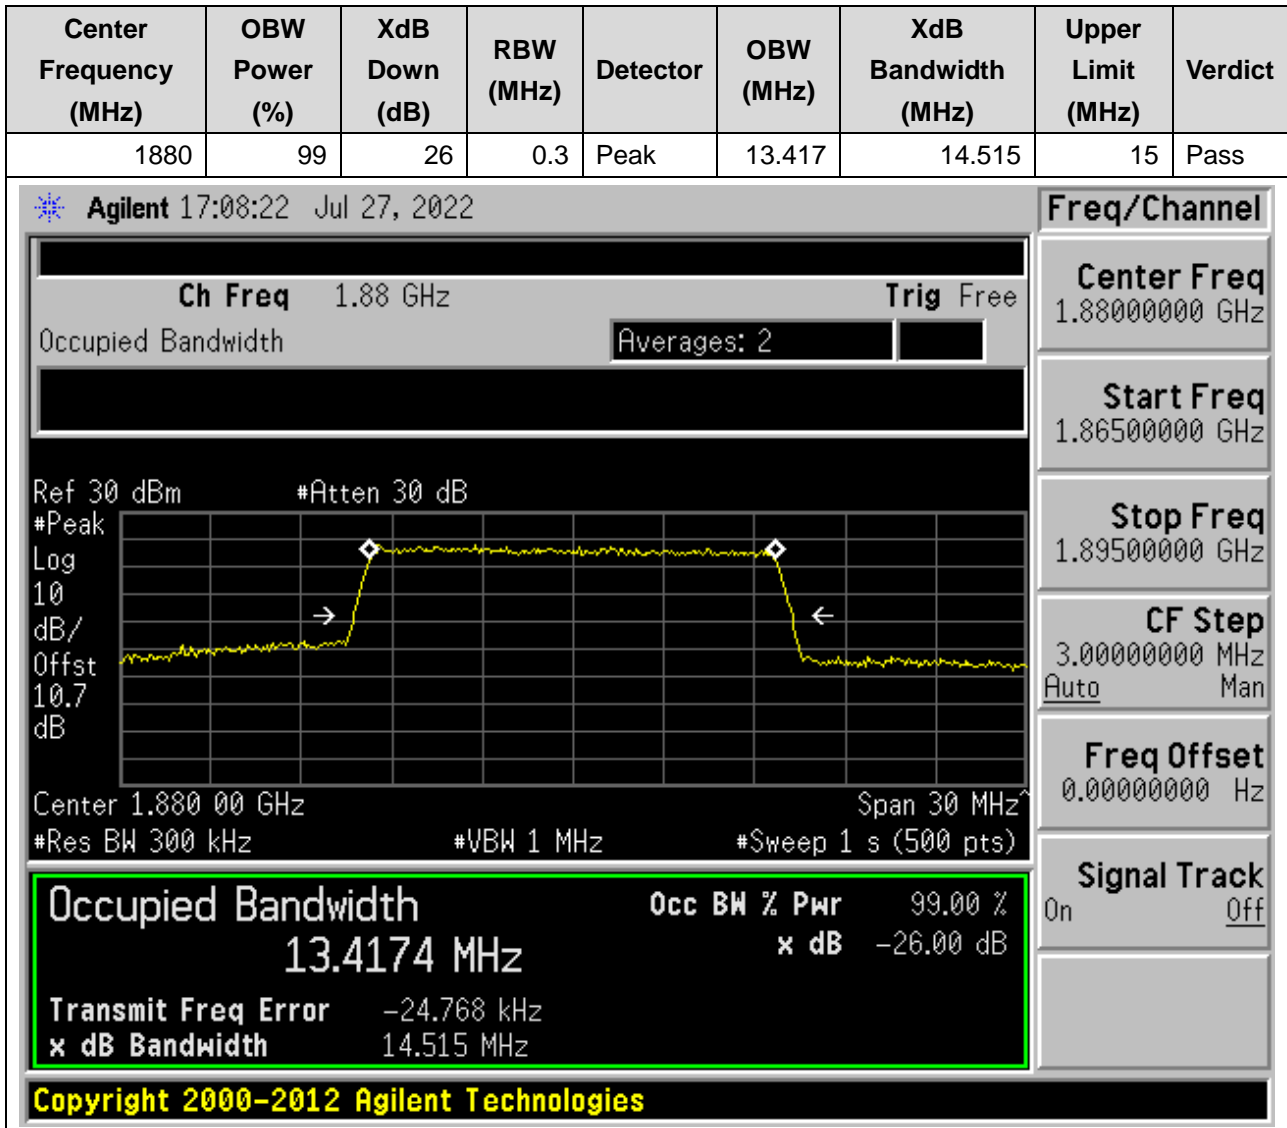 Center Frequency (MHz) OBW Power (%) XdB Down (dB) RBW (MHz) Detector OBW (MHz) XdB Bandwidth (MHz) Upper Limit (MHz) Verdict
1880 99 26 0.3 Peak 13.417 14.515 15 Pass
Agilent 17:08:22 Jul 27, 2022
Freq/Channel
Ch Freq 1.88 GHz Trig Free
Occupied Bandwidth Averages: 2
Center Freq
1.88000000 GHz
Start Freq
1.86500000 GHz
Stop Freq
1.89500000 GHz
CF Step
3.00000000 MHz
Auto Man
Freq Offset
0.00000000 Hz
Signal Track
On Off
Ref 30 dBm #Atten 30 dB
#Peak
Log
10
dB/
Offst
10.7
dB
Center 1.880 00 GHz Span 30 MHz^
#Res BW 300 kHz #VBW 1 MHz #Sweep 1 s (500 pts)
Occupied Bandwidth Occ BW % Pwr 99.00 %
13.4174 MHz x dB -26.00 dB
Transmit Freq Error -24.768 kHz
x dB Bandwidth 14.515 MHz
Copyright 2000-2012 Agilent Technologies